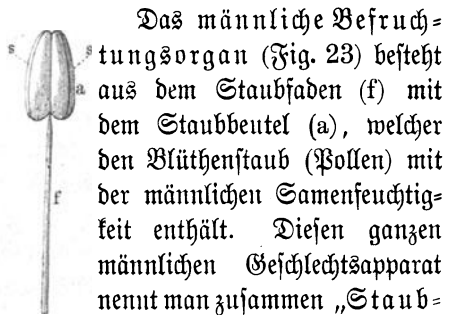 Das männliche Befruch-
tungsorgan (Fig. 23) besteht
aus dem Staubfaden (f) mit
dem Staubbeutel (a), welcher
den Blüthenstaub (Pollen) mit
der männlichen Samenfeuchtig-
keit enthält. Diesen ganzen
männlichen Geschlechtsapparat
nennt man zusammen „Staub-
s s
a
f